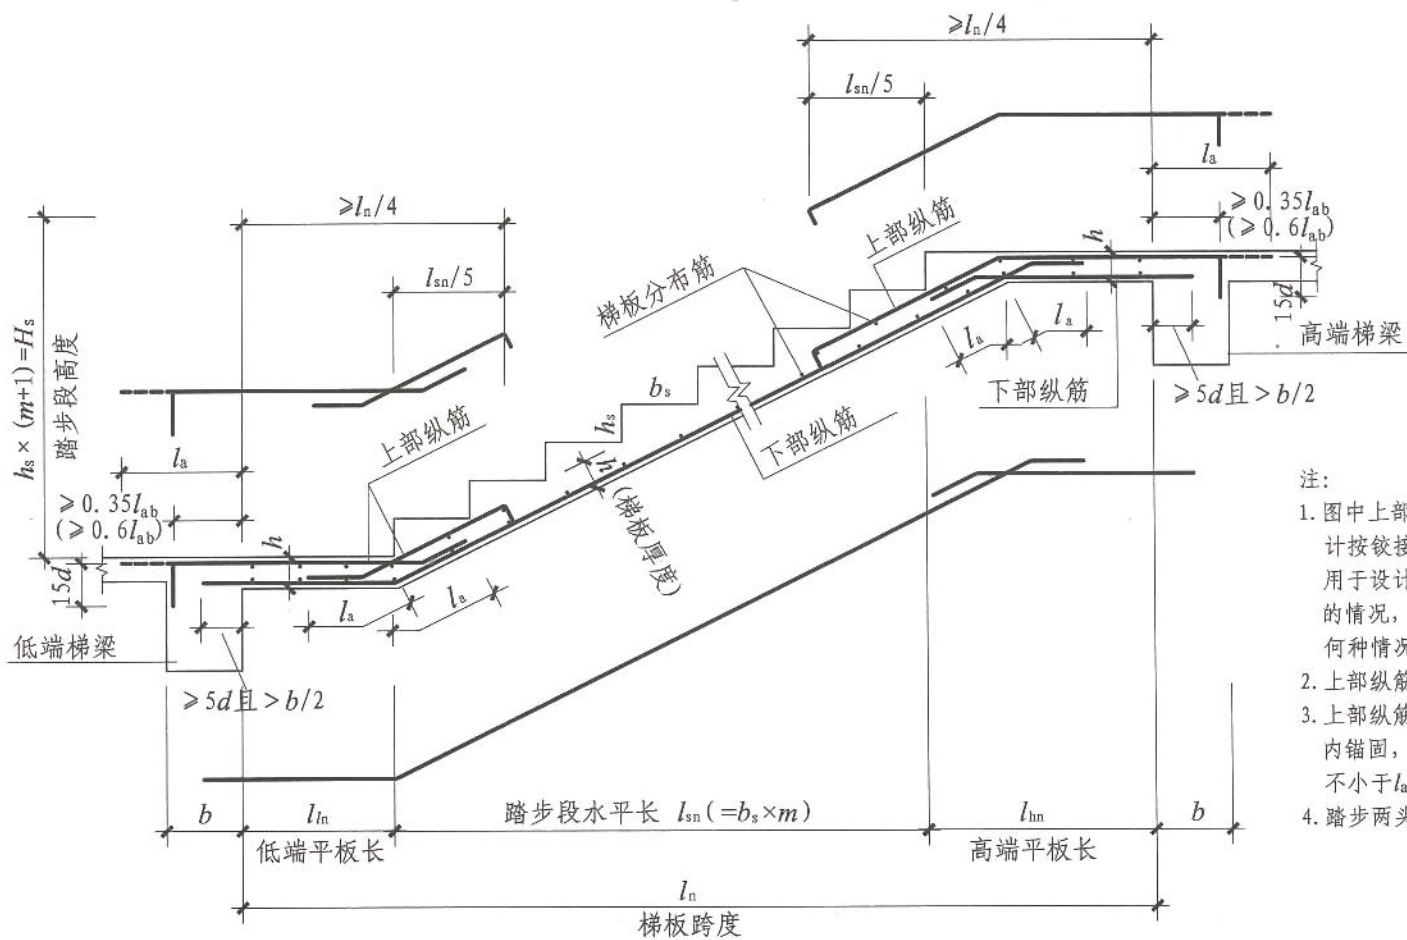 ≥ln/4
lsn/5
la
≥0.35lab
(≥0.6lab)
≥ln/4
lsn/5
hs×(m+1)=Hs
踏步段高度
上部纵筋
h
梯板分布筋
15d
高端梯梁
la
la
下部纵筋
≥5d且>b/2
bs
hs
下部纵筋
上部纵筋
h
(梯板厚度)
la
≥0.35lab
(≥0.6lab)
h
15d
la
la
低端梯梁
≥5d且>b/2
注:
1. 图中上部
计按铰接
用于设计
的情况,
何种情况
2. 上部纵筋
3. 上部纵筋
内锚固,
不小于la
4. 踏步两头
b
lln
踏步段水平长 lsn(=bs×m)
lhn
b
低端平板长
高端平板长
ln
梯板跨度